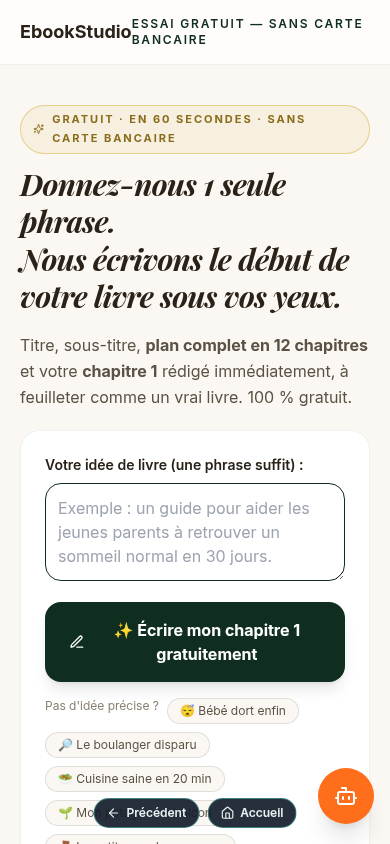 EbookStudio
ESSAI GRATUIT — SANS CARTE
BANCAIRE
GRATUIT · EN 60 SECONDES · SANS
CARTE BANCAIRE
Donnez-nous 1 seule
phrase.
Nous écrivons le début de
votre livre sous vos yeux.
Titre, sous-titre, plan complet en 12 chapitres
et votre chapitre 1 rédigé immédiatement, à
feuilleter comme un vrai livre. 100 % gratuit.
Votre idée de livre (une phrase suffit) :
Exemple : un guide pour aider les
jeunes parents à retrouver un
sommeil normal en 30 jours.
✨ Écrire mon chapitre 1
gratuitement
Pas d'idée précise ?
😴 Bébé dort enfin
🔎 Le boulanger disparu
🥗 Cuisine saine en 20 min
Précédent
Accueil